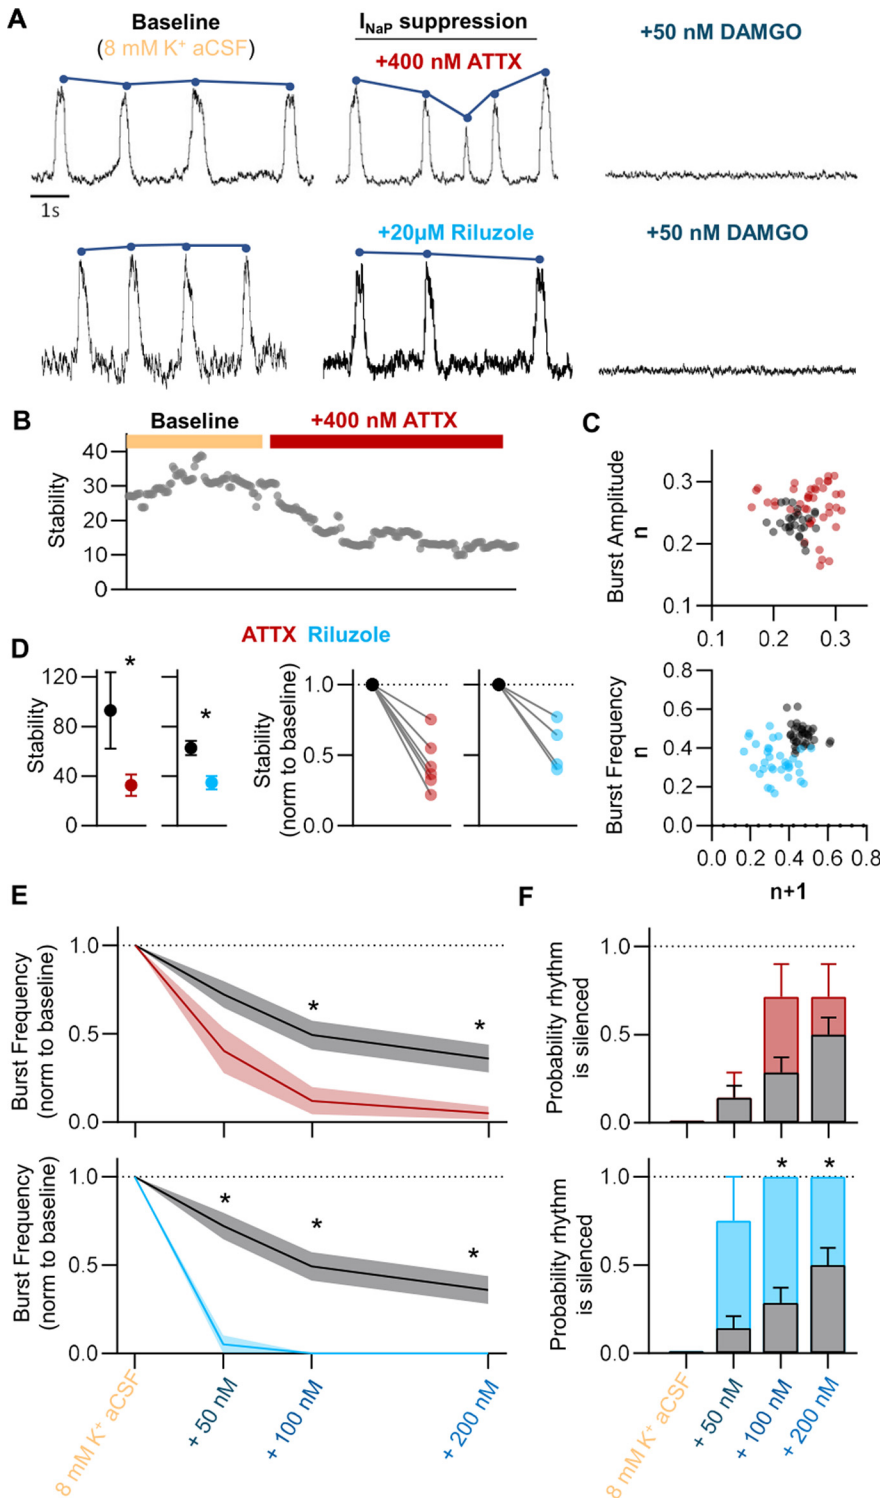 A
Baseline
(8 mM K⁺ aCSF)
I_NaP suppression
+400 nM ATTX
+50 nM DAMGO
1s
+20µM Riluzole
+50 nM DAMGO
B
Baseline
+400 nM ATTX
Stability
40
30
20
10
0
C
Burst Amplitude
n
0.3
0.2
0.1
0.1 0.2 0.3
Burst Frequency
n
0.8
0.6
0.4
0.2
0.0
0.0 0.2 0.4 0.6 0.8
n+1
D
ATTX Riluzole
Stability
120
80
40
0
*
*
Stability
(norm to baseline)
1.0
0.5
0.0
E
Burst Frequency
(norm to baseline)
1.0
0.5
0.0
*
*
Burst Frequency
(norm to baseline)
1.0
0.5
0.0
*
*
*
8 mM K⁺ aCSF
+ 50 nM
+ 100 nM
+ 200 nM
F
Probability rhythm
is silenced
1.0
0.5
0.0
Probability rhythm
is silenced
1.0
0.5
0.0
*
*
8 mM K⁺ aCSF
+ 50 nM
+ 100 nM
+ 200 nM